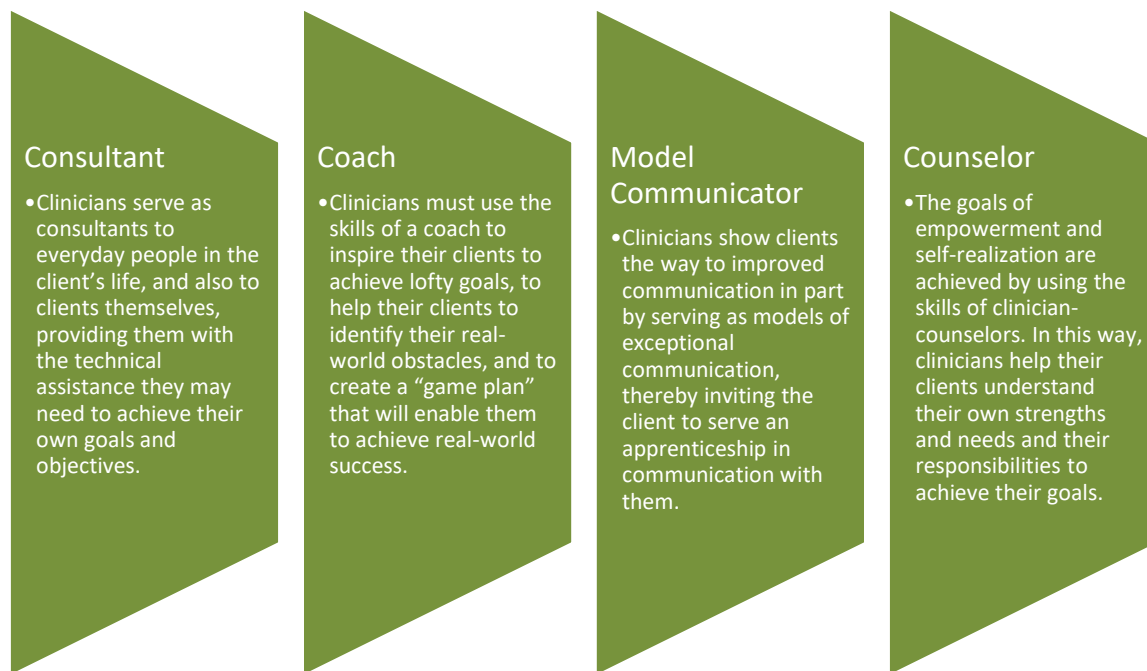 Consultant
•Clinicians serve as
consultants to
everyday people in the
client’s life, and also to
clients themselves,
providing them with
the technical
assistance they may
need to achieve their
own goals and
objectives.
Coach
•Clinicians must use the
skills of a coach to
inspire their clients to
achieve lofty goals, to
help their clients to
identify their real-
world obstacles, and to
create a “game plan”
that will enable them
to achieve real-world
success.
Model
Communicator
•Clinicians show clients
the way to improved
communication in part
by serving as models of
exceptional
communication,
thereby inviting the
client to serve an
apprenticeship in
communication with
them.
Counselor
•The goals of
empowerment and
self-realization are
achieved by using the
skills of clinician-
counselors. In this way,
clinicians help their
clients understand
their own strengths
and needs and their
responsibilities to
achieve their goals.